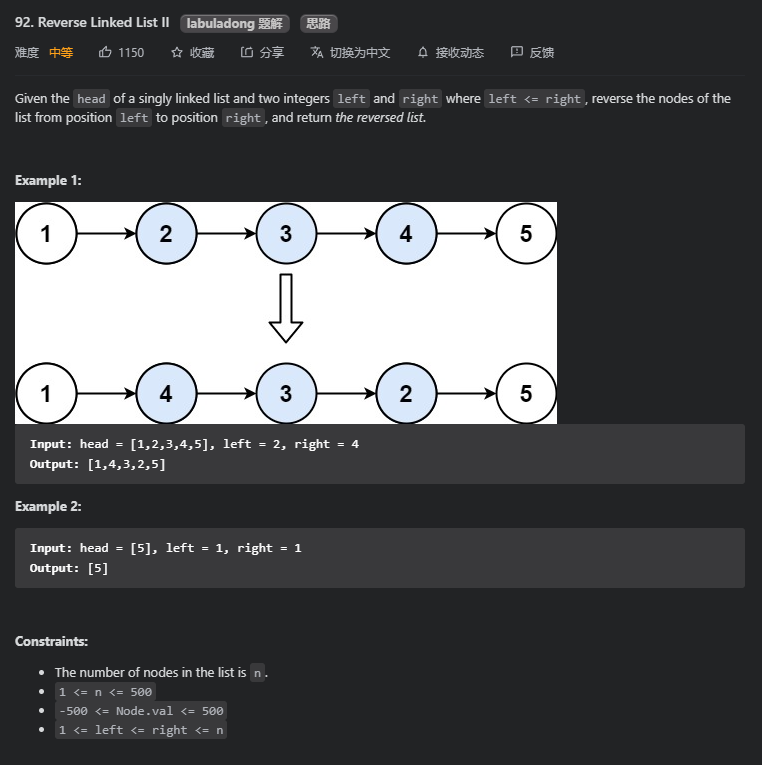 92. Reverse Linked List II labuladong 题解 思路
难度 中等 1150 收藏 分享 切换为中文 接收动态 反馈
Given the head of a singly linked list and two integers left and right where left <= right, reverse the nodes of the
list from position left to position right, and return the reversed list.
Example 1:
1 2 3 4 5
1 4 3 2 5
Input: head = [1,2,3,4,5], left = 2, right = 4
Output: [1,4,3,2,5]
Example 2:
Input: head = [5], left = 1, right = 1
Output: [5]
Constraints:
The number of nodes in the list is n.
1 <= n <= 500
-500 <= Node.val <= 500
1 <= left <= right <= n